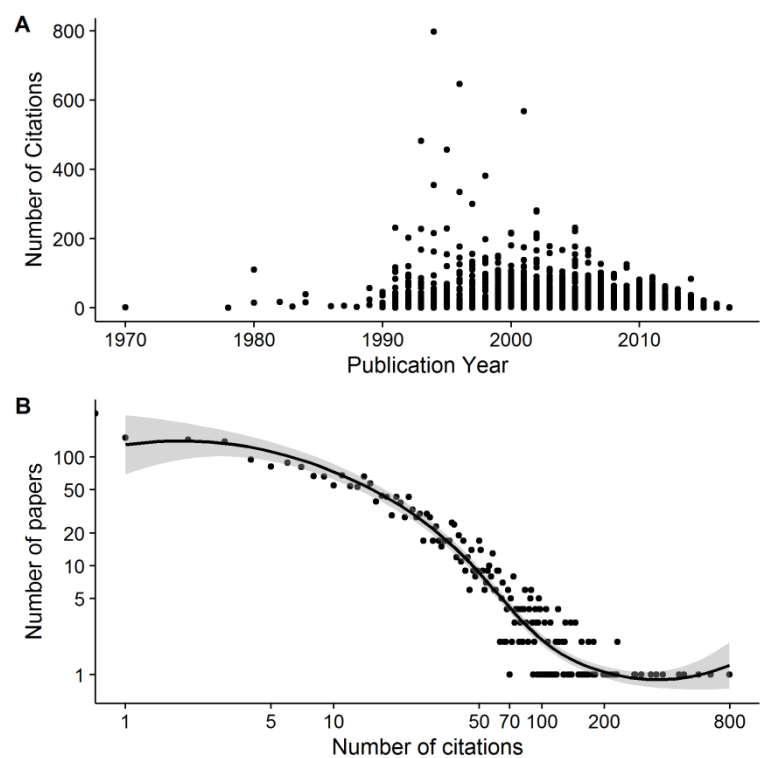 A
Number of Citations
800
600
400
200
0
1970 1980 1990 2000 2010
Publication Year
B
Number of papers
100
50
20
10
5
1
1 5 10 50 70 100 200 800
Number of citations